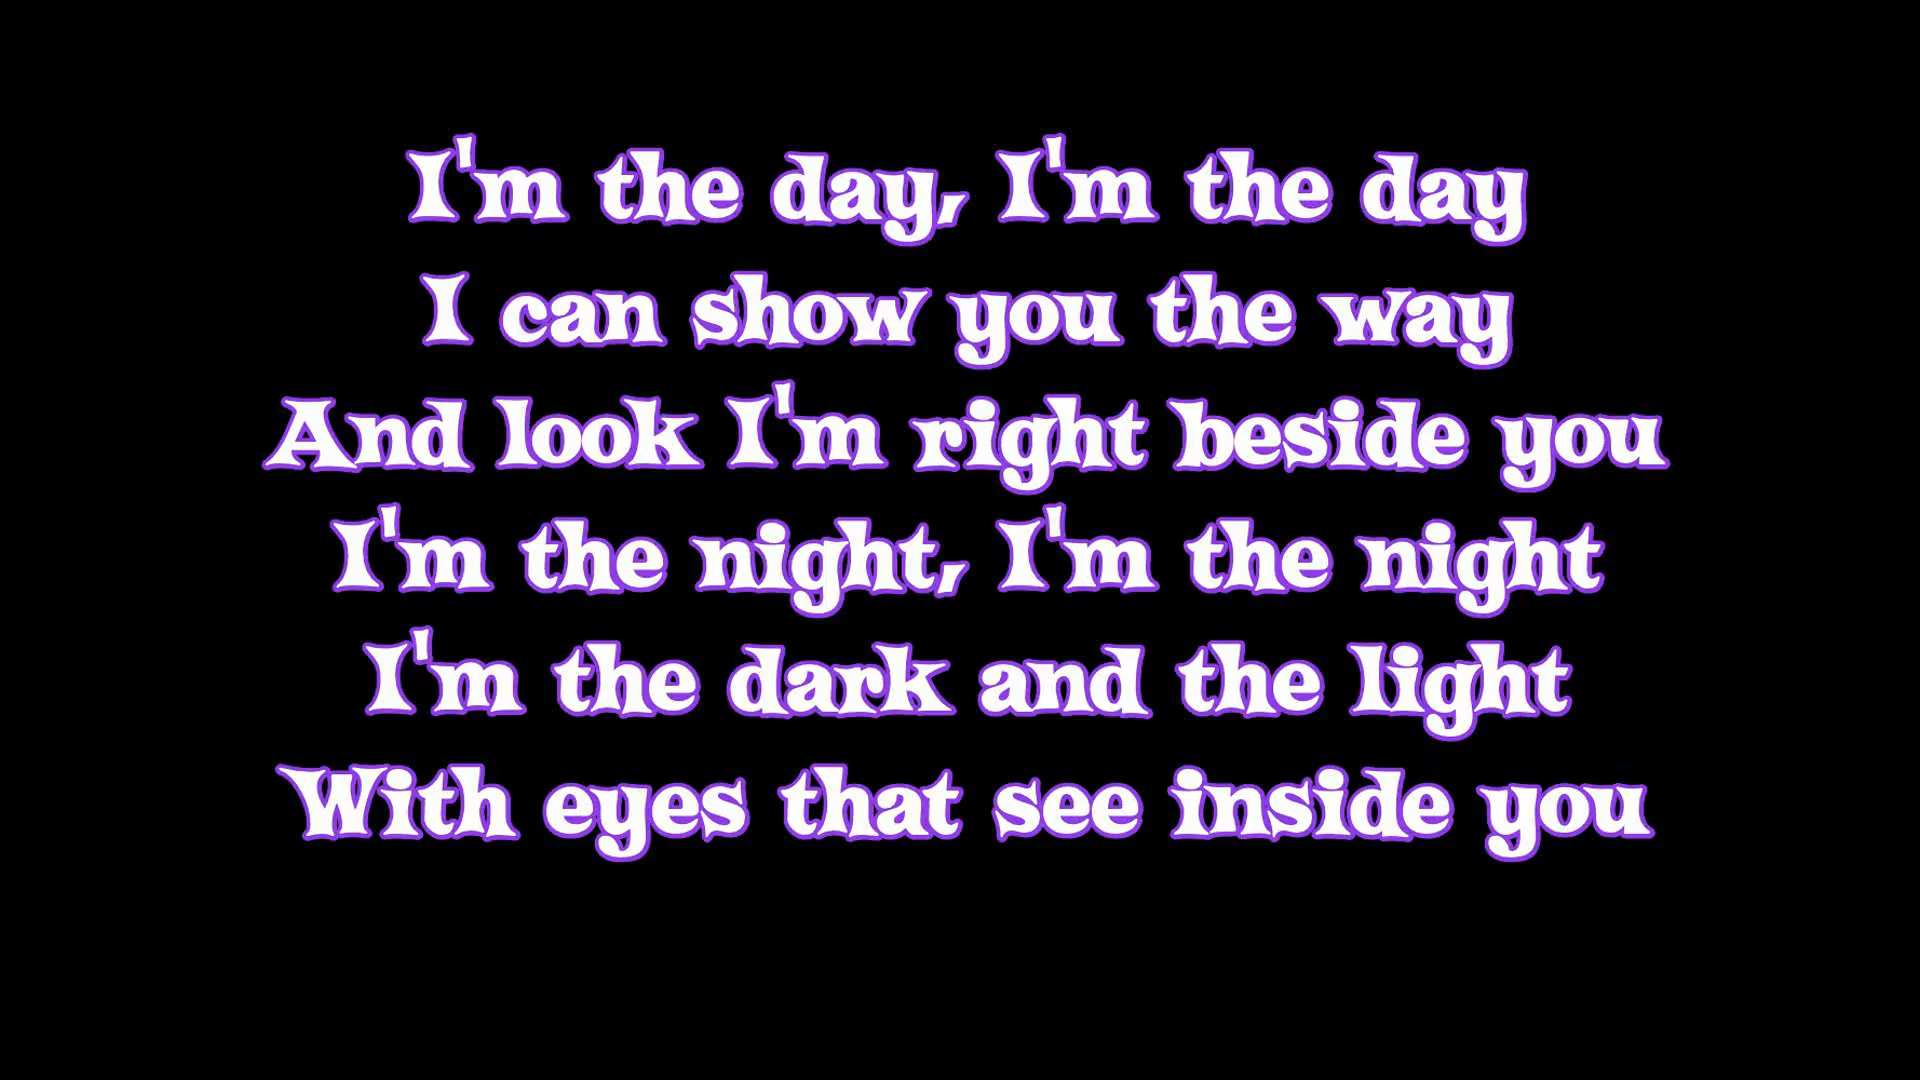 I'm the day, I'm the day
I can show you the way
And look I'm right beside you
I'm the night, I'm the night
I'm the dark and the light
With eyes that see inside you